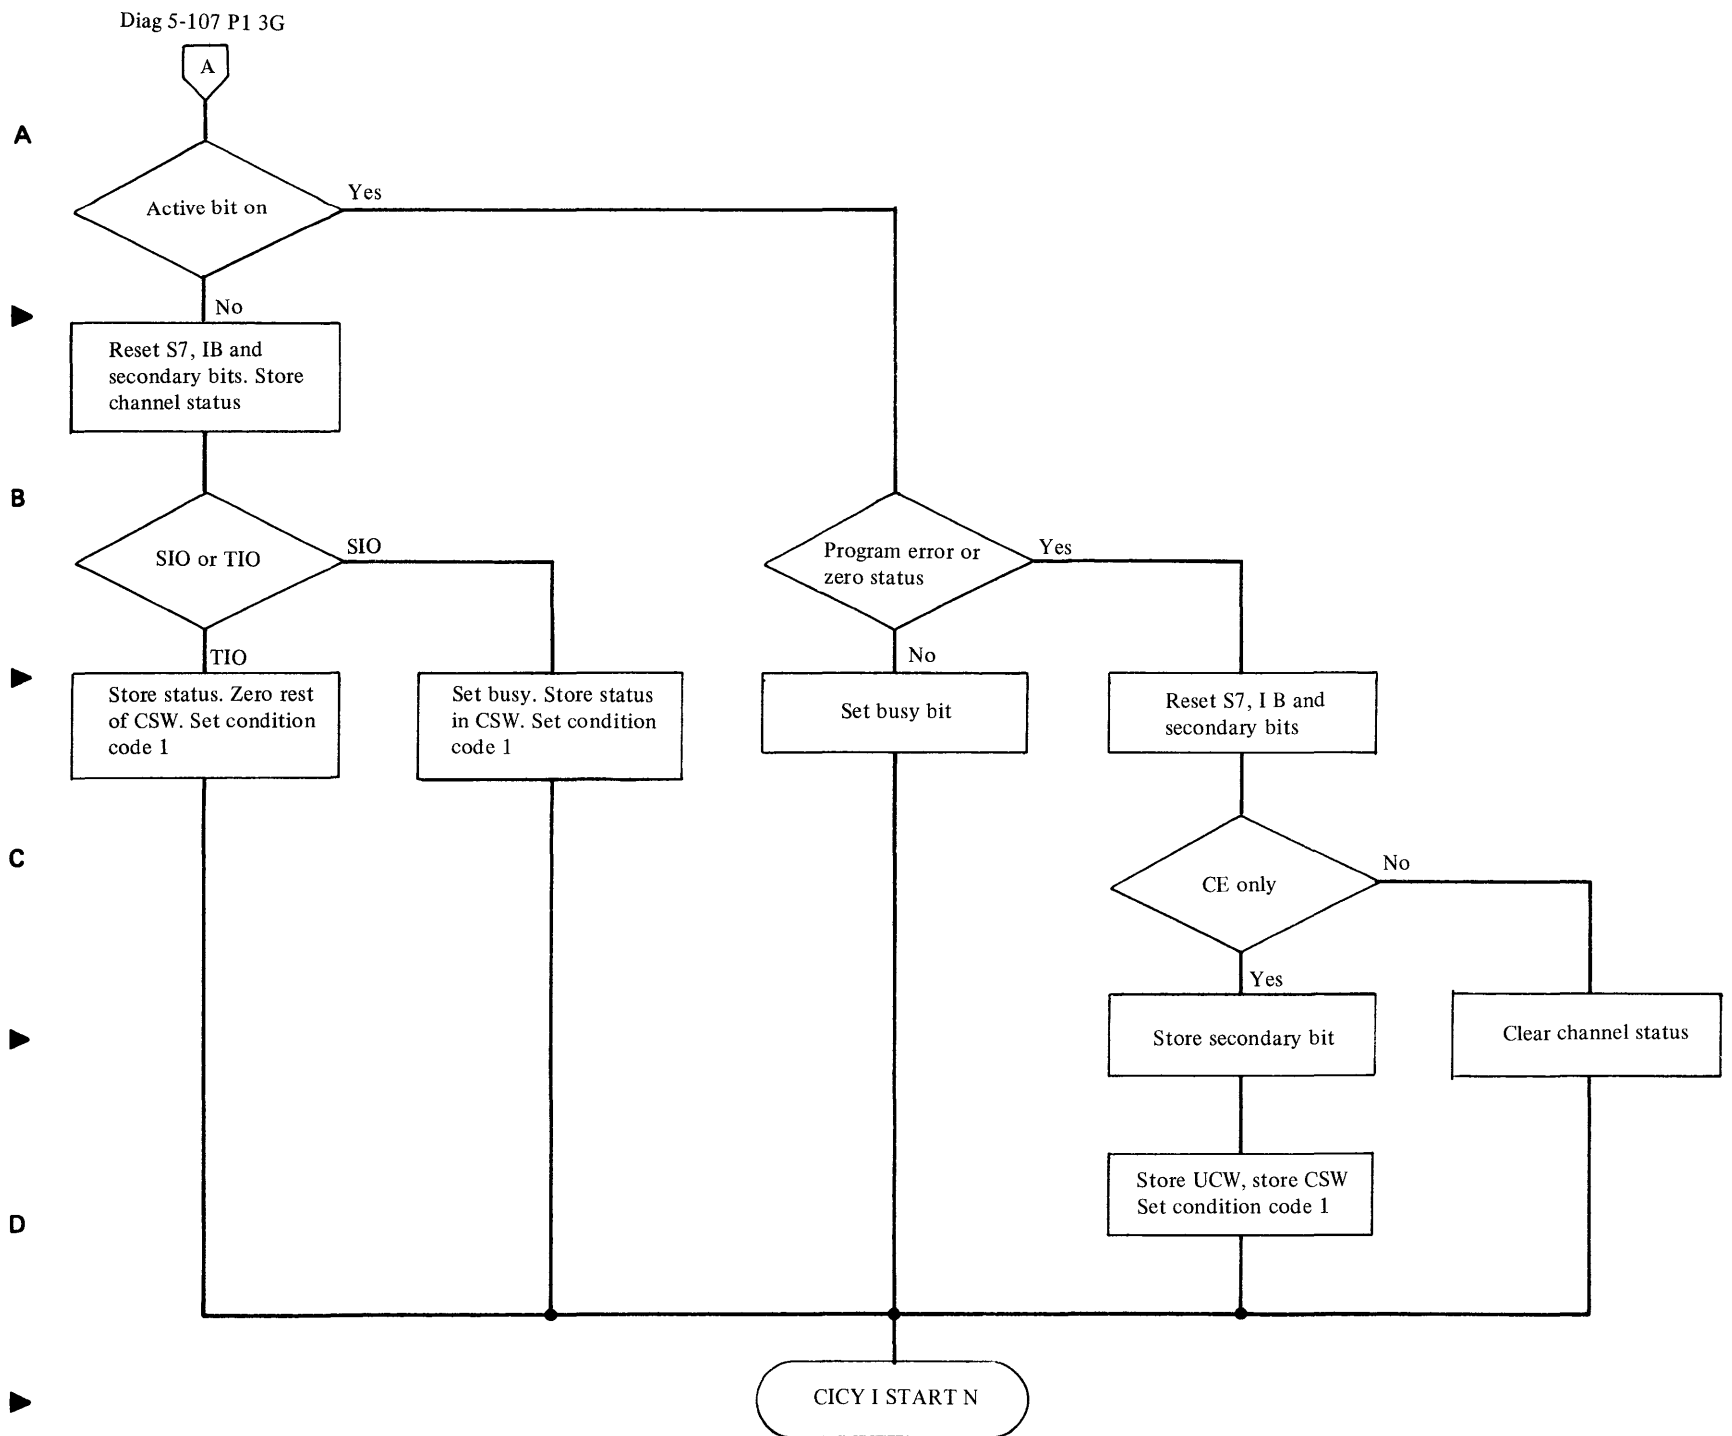 Diag 5-107 P1 3G
A
A
Active bit on
Yes
No
Reset S7, IB and
secondary bits. Store
channel status
B
SIO or TIO
SIO
Program error or
zero status
Yes
TIO
No
Store status. Zero rest
of CSW. Set condition
code 1
Set busy. Store status
in CSW. Set condition
code 1
Set busy bit
Reset S7, I B and
secondary bits
C
CE only
No
Yes
Store secondary bit
Clear channel status
Store UCW, store CSW
Set condition code 1
D
CICY I START N